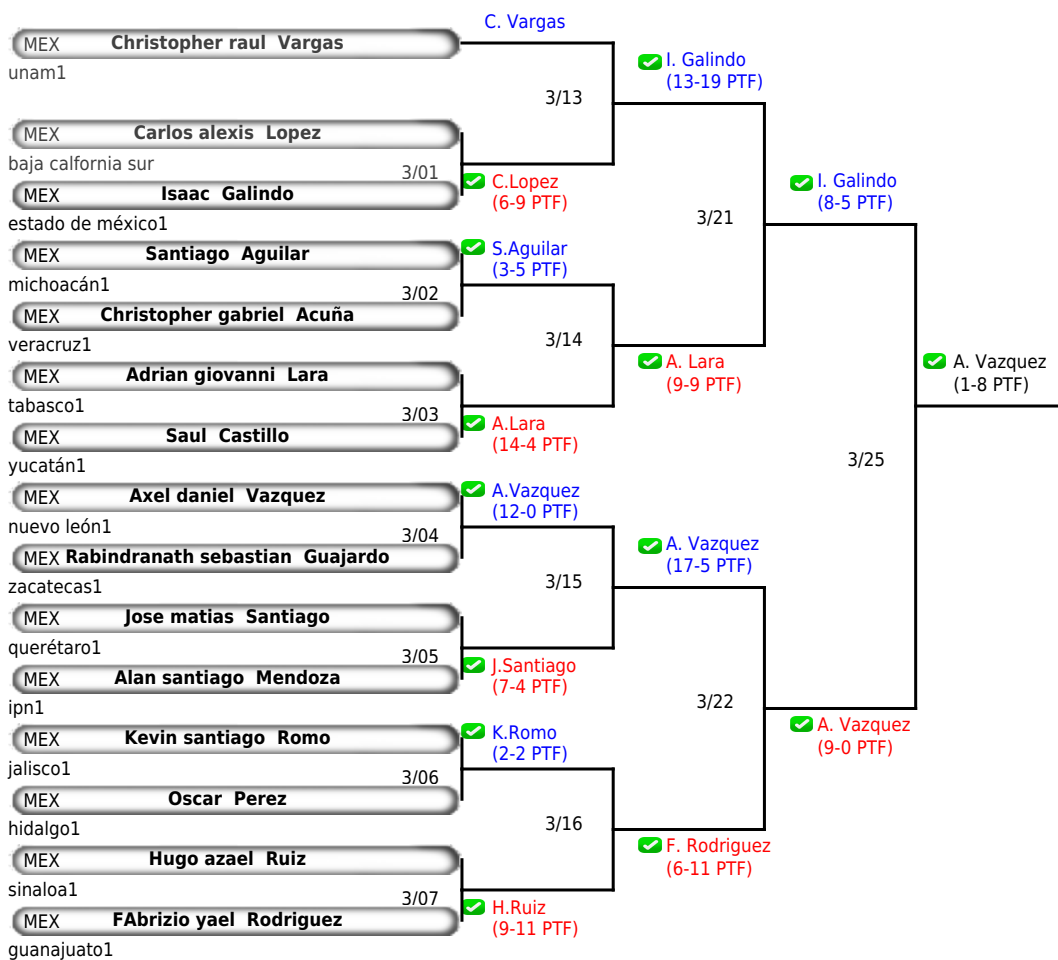 C. Vargas
MEX Christopher raul Vargas
unam1
I. Galindo
(13-19 PTF)
3/13
MEX Carlos alexis Lopez
baja calfornia sur
3/01
MEX Isaac Galindo
estado de méxico1
C.Lopez
(6-9 PTF)
I. Galindo
(8-5 PTF)
3/21
MEX Santiago Aguilar
michoacán1
S.Aguilar
(3-5 PTF)
3/02
MEX Christopher gabriel Acuña
veracruz1
3/14
MEX Adrian giovanni Lara
tabasco1
A. Lara
(9-9 PTF)
A. Vazquez
(1-8 PTF)
3/03
MEX Saul Castillo
yucatán1
A.Lara
(14-4 PTF)
3/25
MEX Axel daniel Vazquez
nuevo león1
A.Vazquez
(12-0 PTF)
3/04
MEX Rabindranath sebastian Guajardo
zacatecas1
A. Vazquez
(17-5 PTF)
3/15
MEX Jose matias Santiago
querétaro1
3/05
MEX Alan santiago Mendoza
ipn1
J.Santiago
(7-4 PTF)
3/22
MEX Kevin santiago Romo
jalisco1
K.Romo
(2-2 PTF)
A. Vazquez
(9-0 PTF)
3/06
MEX Oscar Perez
hidalgo1
3/16
MEX Hugo azael Ruiz
sinaloa1
F. Rodriguez
(6-11 PTF)
3/07
MEX FAbrizio yael Rodriguez
guanajuato1
H.Ruiz
(9-11 PTF)